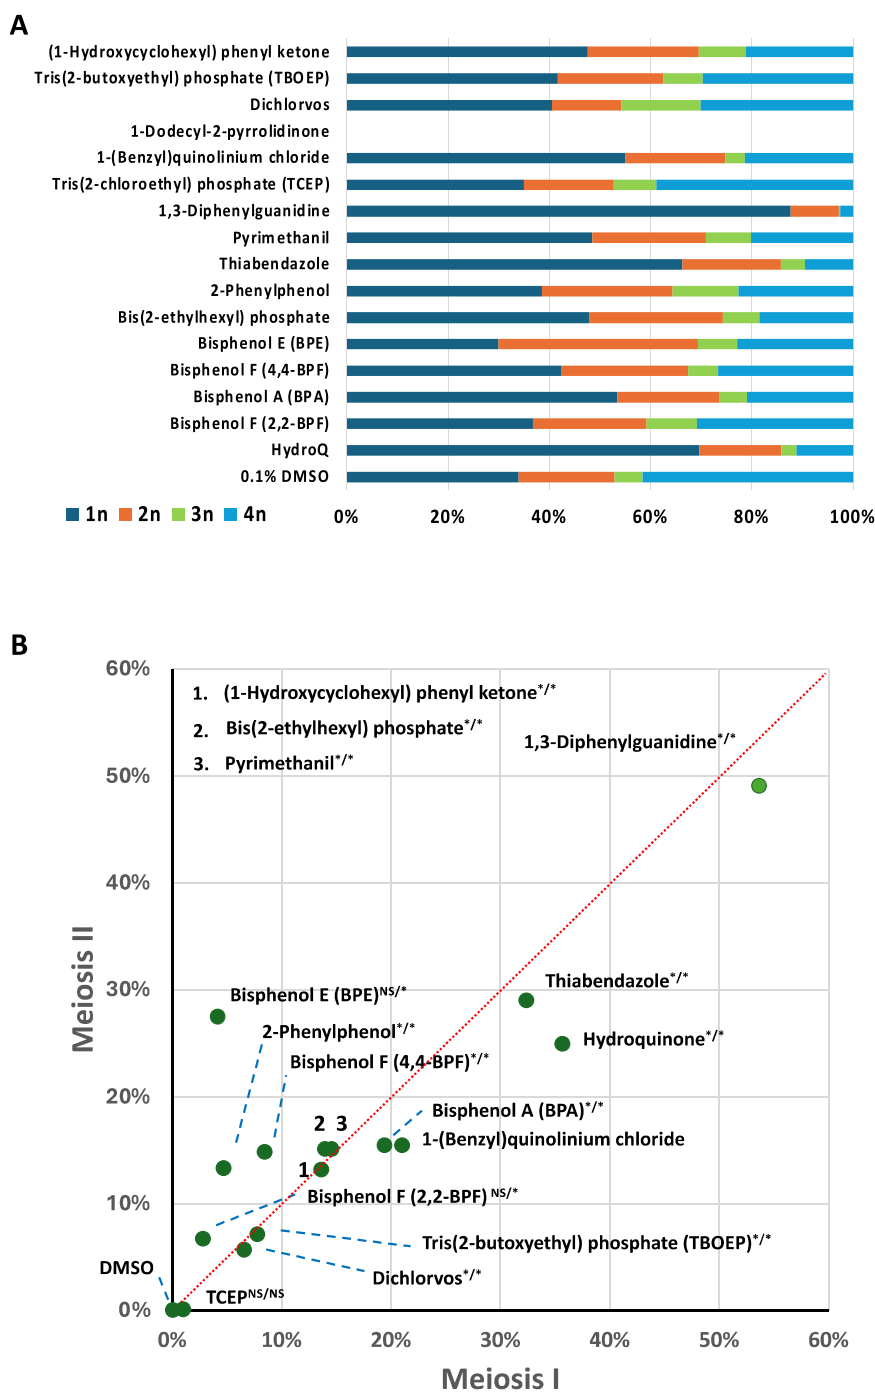 A
(1-Hydroxycyclohexyl) phenyl ketone
Tris(2-butoxyethyl) phosphate (TBOEP)
Dichlorvos
1-Dodecyl-2-pyrrolidinone
1-(Benzyl)quinolinium chloride
Tris(2-chloroethyl) phosphate (TCEP)
1,3-Diphenylguanidine
Pyrimethanil
Thiabendazole
2-Phenylphenol
Bis(2-ethylhexyl) phosphate
Bisphenol E (BPE)
Bisphenol F (4,4-BPF)
Bisphenol A (BPA)
Bisphenol F (2,2-BPF)
HydroQ
0.1% DMSO
1n 2n 3n 4n
0% 20% 40% 60% 80% 100%
B
60%
1. (1-Hydroxycyclohexyl) phenyl ketone*/*
2. Bis(2-ethylhexyl) phosphate*/*
3. Pyrimethanil*/*
1,3-Diphenylguanidine*/*
50%
40%
30%
Thiabendazole*/*
Bisphenol E (BPE)NS/*
2-Phenylphenol*/*
Hydroquinone*/*
Bisphenol F (4,4-BPF)*/*
20%
Bisphenol A (BPA)*/*
2 3
1-(Benzyl)quinolinium chloride
1
10%
Bisphenol F (2,2-BPF) NS/*
Tris(2-butoxyethyl) phosphate (TBOEP)*/*
DMSO
Dichlorvos*/*
TCEPNS/NS
0%
Meiosis II
0% 10% 20% 30% 40% 50% 60%
Meiosis I